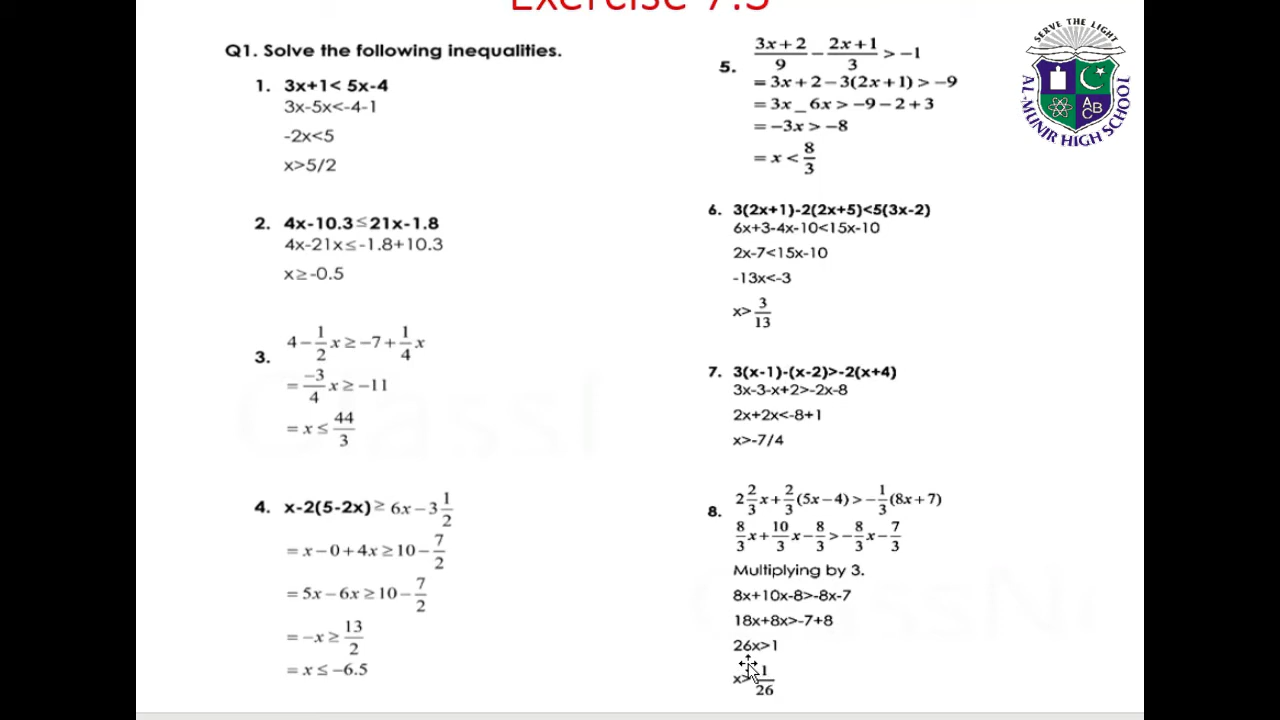 Exercise 7.3
Q1. Solve the following inequalities.
1. 3x+1< 5x-4
3x-5x<-4-1
-2x<5
x>5/2
2. 4x-10.3≤21x-1.8
4x-21x≤-1.8+10.3
x≥-0.5
3. 4-1/2x≥-7+1/4x
=-3/4x≥-11
=x≤44/3
4. x-2(5-2x)≥6x-3 1/2
=x-0+4x≥10-7/2
=5x-6x≥10-7/2
=-x≥13/2
=x≤-6.5
5. 3x+2/9-2x+1/3>-1
=3x+2-3(2x+1)>-9
=3x_6x>-9-2+3
=-3x>-8
=x<8/3
6. 3(2x+1)-2(2x+5)<5(3x-2)
6x+3-4x-10<15x-10
2x-7<15x-10
-13x<-3
x>3/13
7. 3(x-1)-(x-2)>-2(x+4)
3x-3-x+2>-2x-8
2x+2x<-8+1
x>-7/4
8. 2 2/3x+2/3(5x-4)>-1/3(8x+7)
8/3x+10/3x-8/3>-8/3x-7/3
Multiplying by 3.
8x+10x-8>-8x-7
18x+8x>-7+8
26x>1
x>1/26
SERVE THE LIGHT
AL-MUNIR HIGH SCHOOL
AB
C